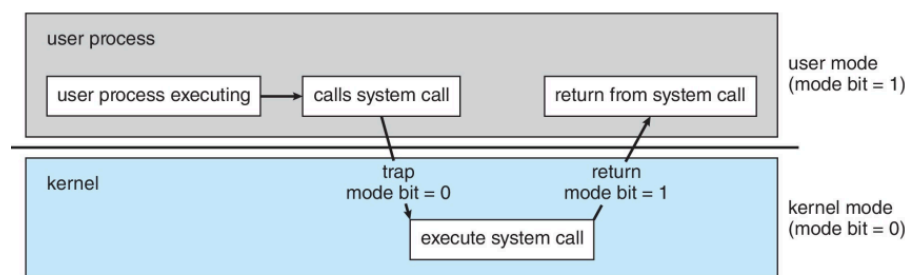 user process
user process executing
calls system call
return from system call
user mode
(mode bit = 1)
kernel
trap
mode bit = 0
return
mode bit = 1
execute system call
kernel mode
(mode bit = 0)